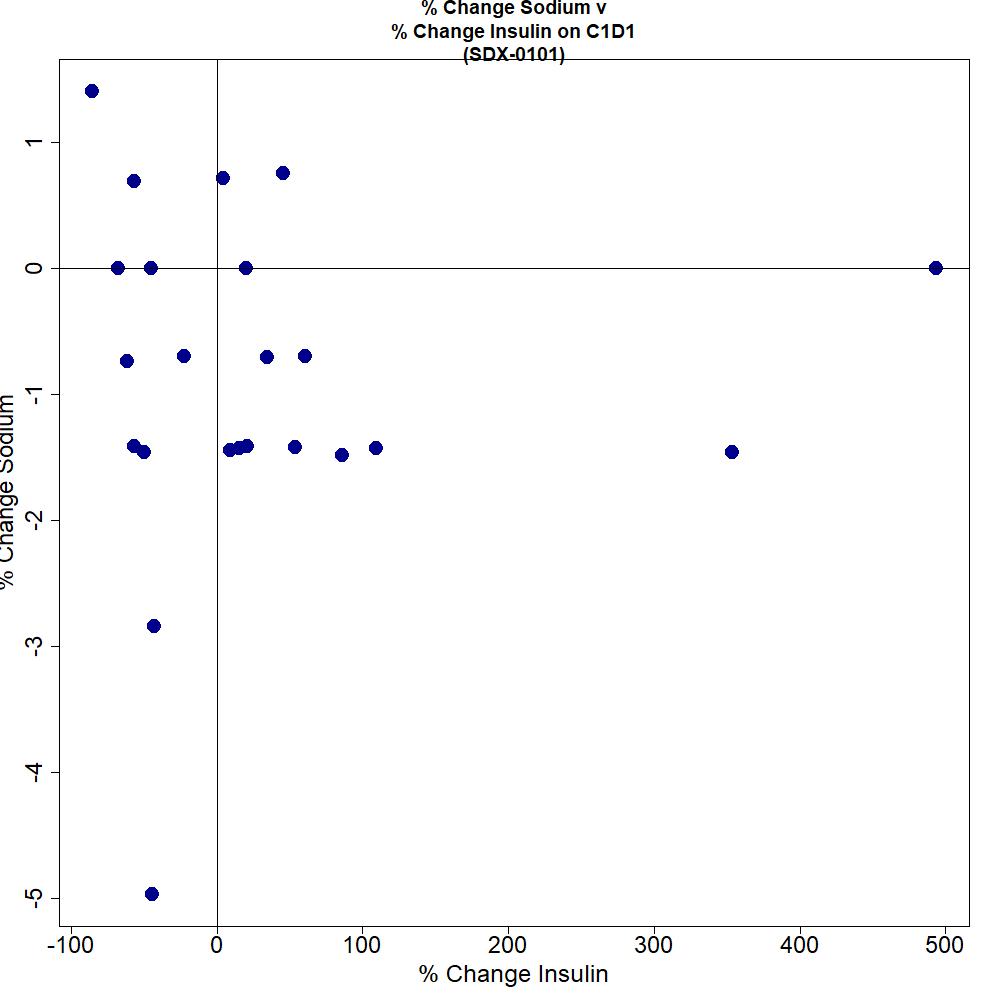 % Change Sodium v
% Change Insulin on C1D1
(SDX-0101)
% Change Sodium
1
0
-1
-2
-3
-4
-5
-100 0 100 200 300 400 500
% Change Insulin